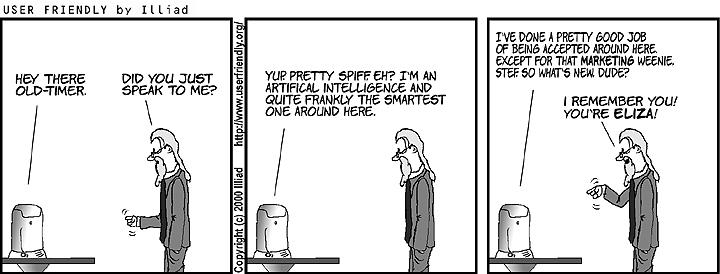 USER FRIENDLY by Illiad
HEY THERE
OLD-TIMER.
DID YOU JUST
SPEAK TO ME?
Copyright (c) 2000 Illiad http://www.userfriendly.org/
YUP. PRETTY SPIFF, EH? I'M AN
ARTIFICAL INTELLIGENCE AND
QUITE FRANKLY THE SMARTEST
ONE AROUND HERE.
I'VE DONE A PRETTY GOOD JOB
OF BEING ACCEPTED AROUND HERE.
EXCEPT FOR THAT MARKETING WEENIE.
STEF. SO WHAT'S NEW, DUDE?
I REMEMBER YOU!
YOU'RE ELIZA!